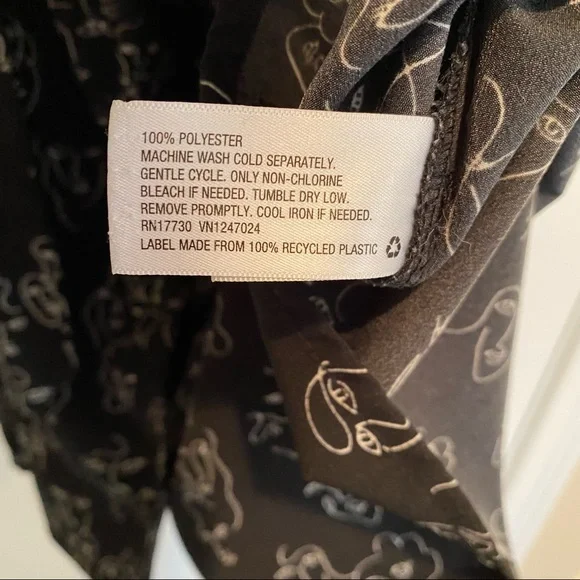 100% POLYESTER
MACHINE WASH COLD SEPARATELY.
GENTLE CYCLE. ONLY NON-CHLORINE
BLEACH IF NEEDED. TUMBLE DRY LOW.
REMOVE PROMPTLY. COOL IRON IF NEEDED.
RN17730 VN1247024
LABEL MADE FROM 100% RECYCLED PLASTIC